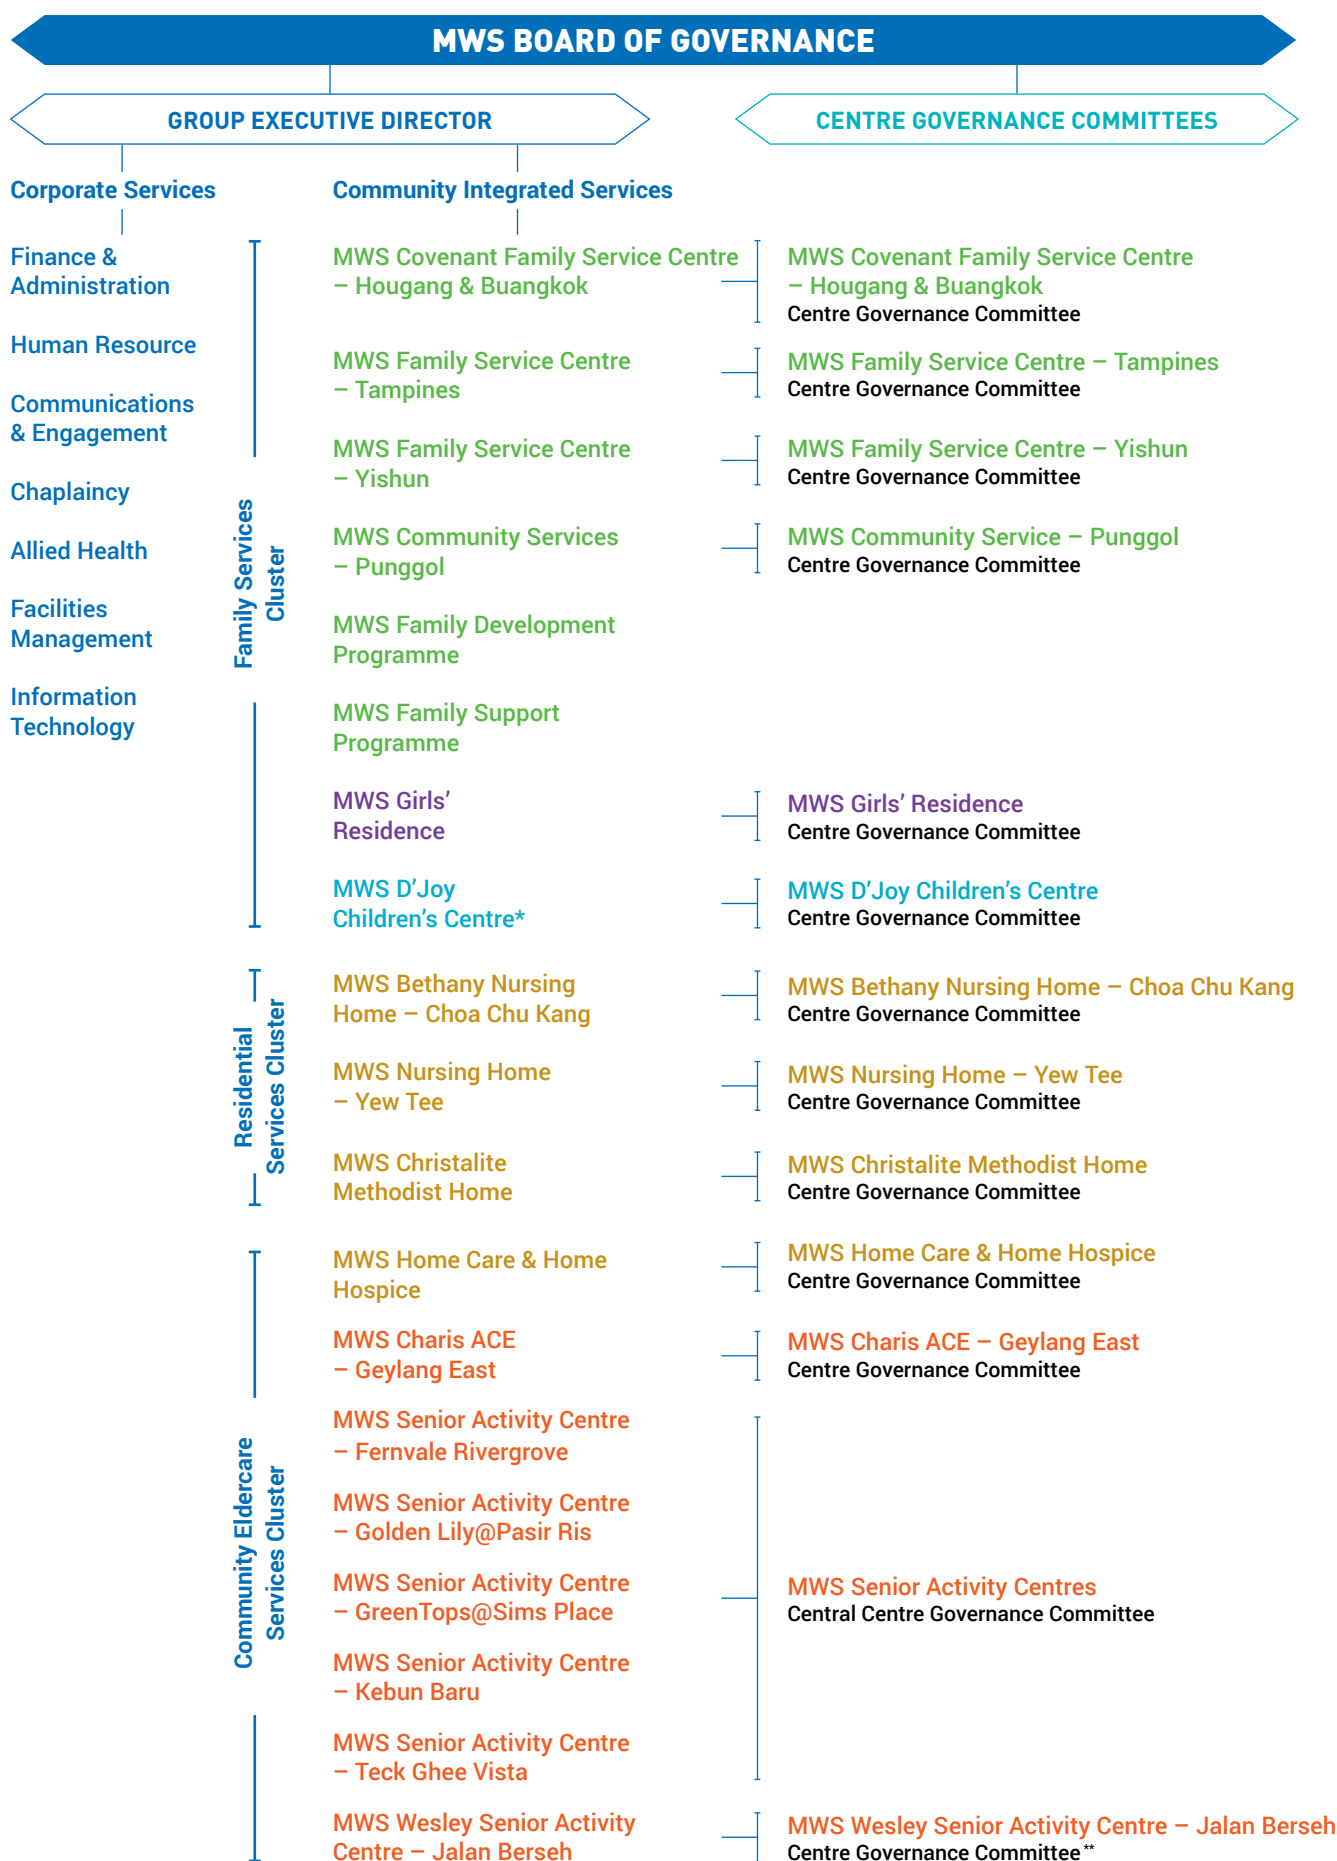 MWS BOARD OF GOVERNANCE
GROUP EXECUTIVE DIRECTOR
CENTRE GOVERNANCE COMMITTEES
Corporate Services
Finance &
Administration
Human Resource
Communications
& Engagement
Chaplaincy
Allied Health
Facilities
Management
Information
Technology
Community Integrated Services
Family Services
Cluster
MWS Covenant Family Service Centre
– Hougang & Buangkok
MWS Family Service Centre
– Tampines
MWS Family Service Centre
– Yishun
MWS Community Services
– Punggol
MWS Family Development
Programme
MWS Family Support
Programme
MWS Girls’
Residence
MWS D’Joy
Children’s Centre*
Residential
Services Cluster
MWS Bethany Nursing
Home – Choa Chu Kang
MWS Nursing Home
– Yew Tee
MWS Christalite
Methodist Home
Community Eldercare
Services Cluster
MWS Home Care & Home
Hospice
MWS Charis ACE
– Geylang East
MWS Senior Activity Centre
– Fernvale Rivergrove
MWS Senior Activity Centre
– Golden Lily@Pasir Ris
MWS Senior Activity Centre
– GreenTops@Sims Place
MWS Senior Activity Centre
– Kebun Baru
MWS Senior Activity Centre
– Teck Ghee Vista
MWS Wesley Senior Activity
Centre – Jalan Berseh
MWS Covenant Family Service Centre
– Hougang & Buangkok
Centre Governance Committee
MWS Family Service Centre – Tampines
Centre Governance Committee
MWS Family Service Centre – Yishun
Centre Governance Committee
MWS Community Service – Punggol
Centre Governance Committee
MWS Girls’ Residence
Centre Governance Committee
MWS D’Joy Children’s Centre
Centre Governance Committee
MWS Bethany Nursing Home – Choa Chu Kang
Centre Governance Committee
MWS Nursing Home – Yew Tee
Centre Governance Committee
MWS Christalite Methodist Home
Centre Governance Committee
MWS Home Care & Home Hospice
Centre Governance Committee
MWS Charis ACE – Geylang East
Centre Governance Committee
MWS Senior Activity Centres
Central Centre Governance Committee
MWS Wesley Senior Activity Centre – Jalan Berseh
Centre Governance Committee**